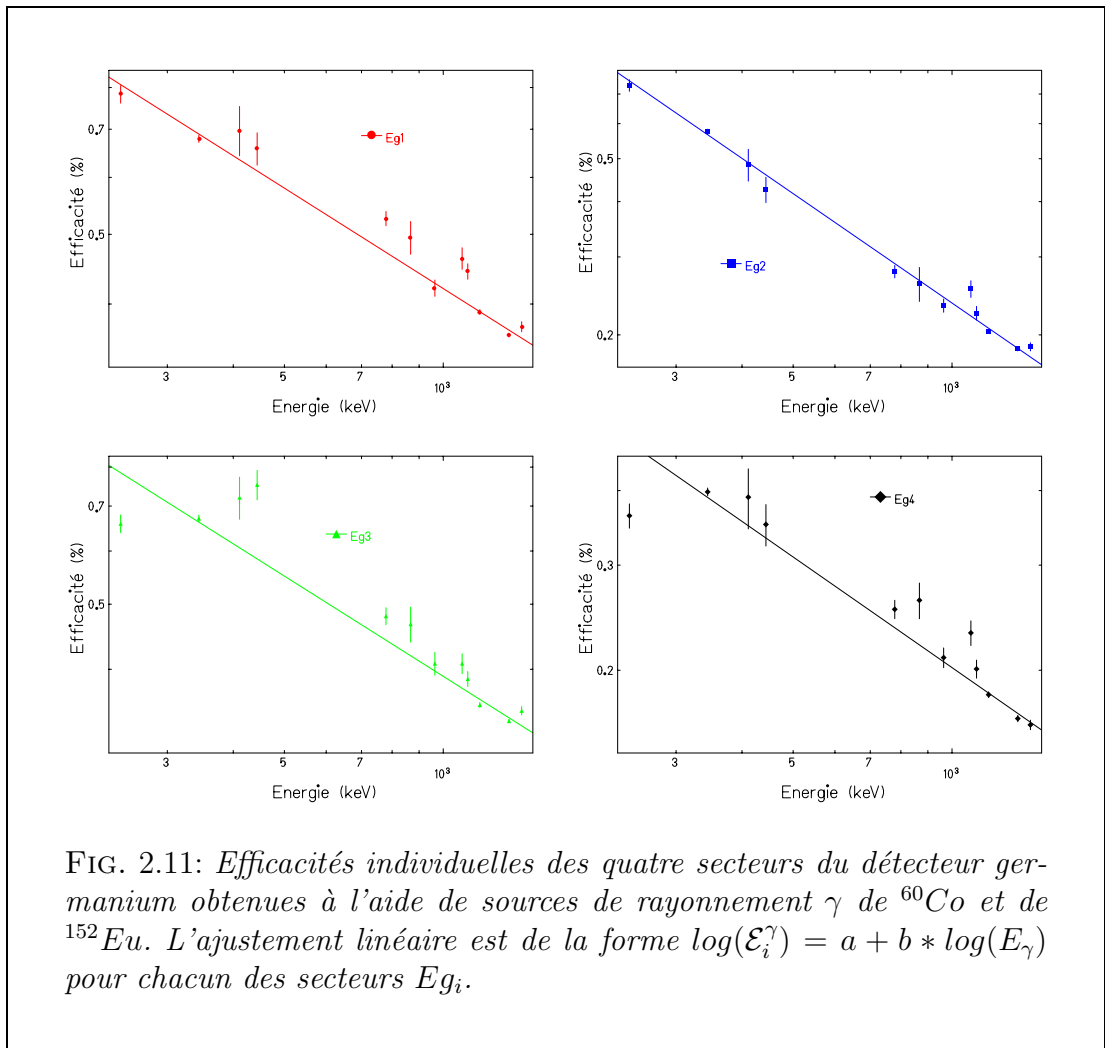 Efficacité (%)
0.7
0.5
Eg1
3
5
7
10³
Energie (keV)
Efficcacité (%)
0.5
0.2
Eg2
3
5
7
10³
Energie (keV)
Efficacité (%)
0.7
0.5
Eg3
3
5
7
10³
Energie (keV)
Efficacité (%)
0.3
0.2
Eg4
3
5
7
10³
Energie (keV)
FIG. 2.11: Efficacités individuelles des quatre secteurs du détecteur ger-
manium obtenues à l'aide de sources de rayonnement γ de ⁶⁰Co et de
¹⁵²Eu. L'ajustement linéaire est de la forme log(ℰᵢᵞ) = a + b * log(Eᵧ)
pour chacun des secteurs Egᵢ.